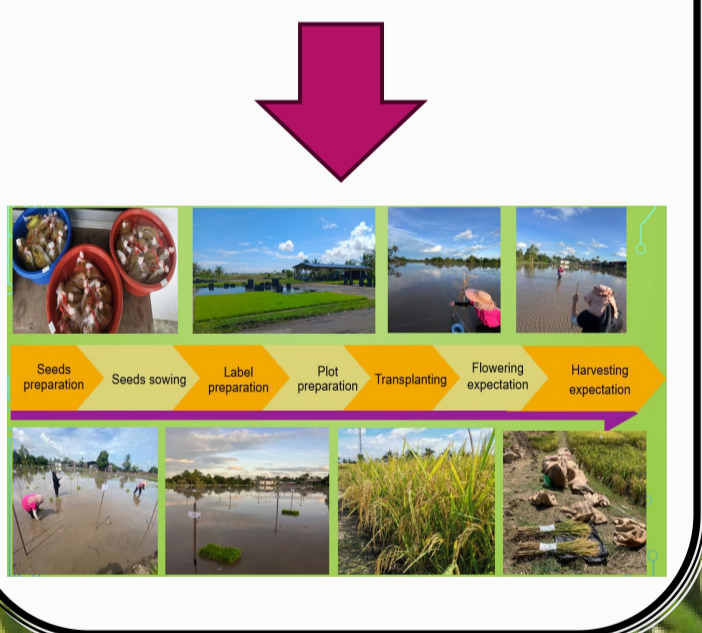 Seeds
preparation
Seeds sowing
Label
preparation
Plot
preparation
Transplanting
Flowering
expectation
Harvesting
expectation